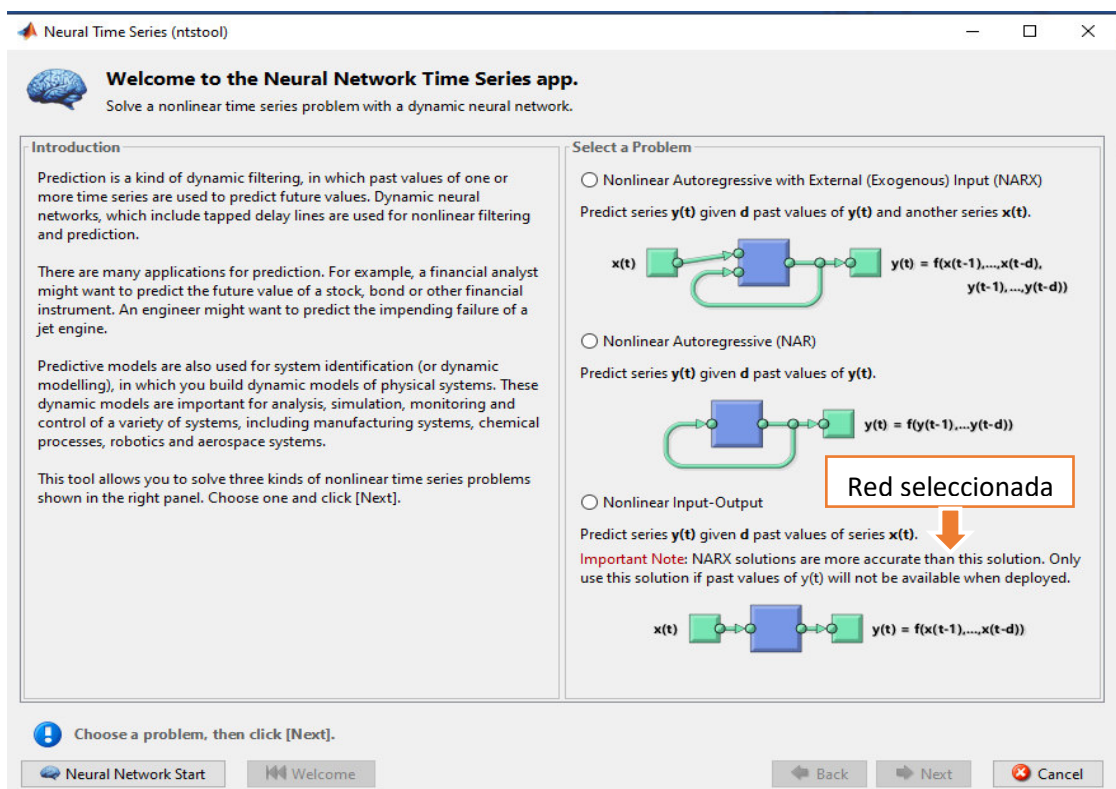 Neural Time Series (ntstool)
Welcome to the Neural Network Time Series app.
Solve a nonlinear time series problem with a dynamic neural network.
Introduction
Prediction is a kind of dynamic filtering, in which past values of one or
more time series are used to predict future values. Dynamic neural
networks, which include tapped delay lines are used for nonlinear filtering
and prediction.
There are many applications for prediction. For example, a financial analyst
might want to predict the future value of a stock, bond or other financial
instrument. An engineer might want to predict the impending failure of a
jet engine.
Predictive models are also used for system identification (or dynamic
modelling), in which you build dynamic models of physical systems. These
dynamic models are important for analysis, simulation, monitoring and
control of a variety of systems, including manufacturing systems, chemical
processes, robotics and aerospace systems.
This tool allows you to solve three kinds of nonlinear time series problems
shown in the right panel. Choose one and click [Next].
Select a Problem
Nonlinear Autoregressive with External (Exogenous) Input (NARX)
Predict series y(t) given d past values of y(t) and another series x(t).
x(t)
y(t) = f(x(t-1),...,x(t-d),
y(t-1),...,y(t-d))
Nonlinear Autoregressive (NAR)
Predict series y(t) given d past values of y(t).
y(t) = f(y(t-1),...y(t-d))
Red seleccionada
Nonlinear Input-Output
Predict series y(t) given d past values of series x(t).
Important Note: NARX solutions are more accurate than this solution. Only
use this solution if past values of y(t) will not be available when deployed.
x(t)
y(t) = f(x(t-1),...,x(t-d))
Choose a problem, then click [Next].
Neural Network Start
Welcome
Back
Next
Cancel